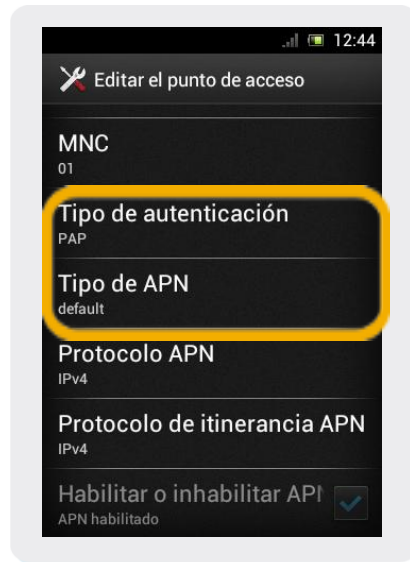 12:44
Editar el punto de acceso
MNC
01
Tipo de autenticación
PAP
Tipo de APN
default
Protocolo APN
IPv4
Protocolo de itinerancia APN
IPv4
Habilitar o inhabilitar AP
APN habilitado